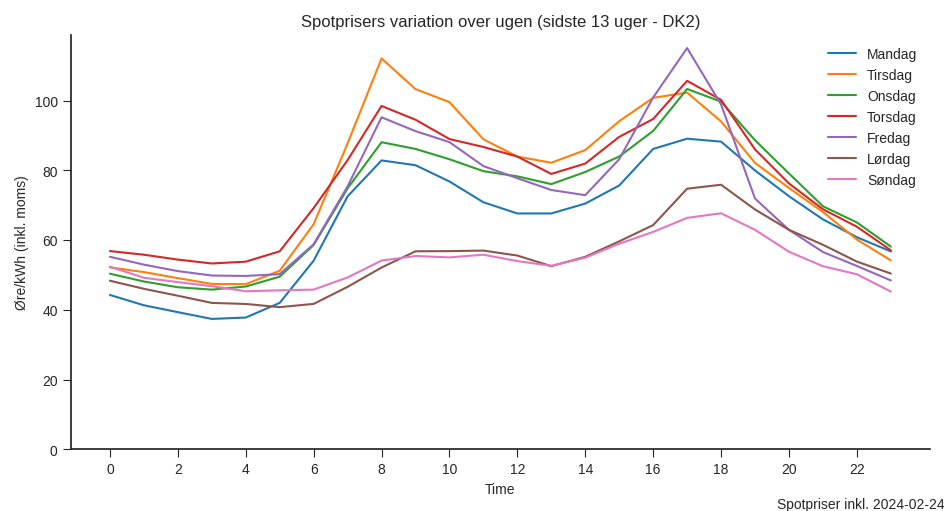 Spotprisers variation over ugen (sidste 13 uger - DK2)
Mandag
Tirsdag
Onsdag
Torsdag
Fredag
Lørdag
Søndag
Øre/kWh (inkl. moms)
100
80
60
40
20
0
0 2 4 6 8 10 12 14 16 18 20 22
Time
Spotpriser inkl. 2024-02-24